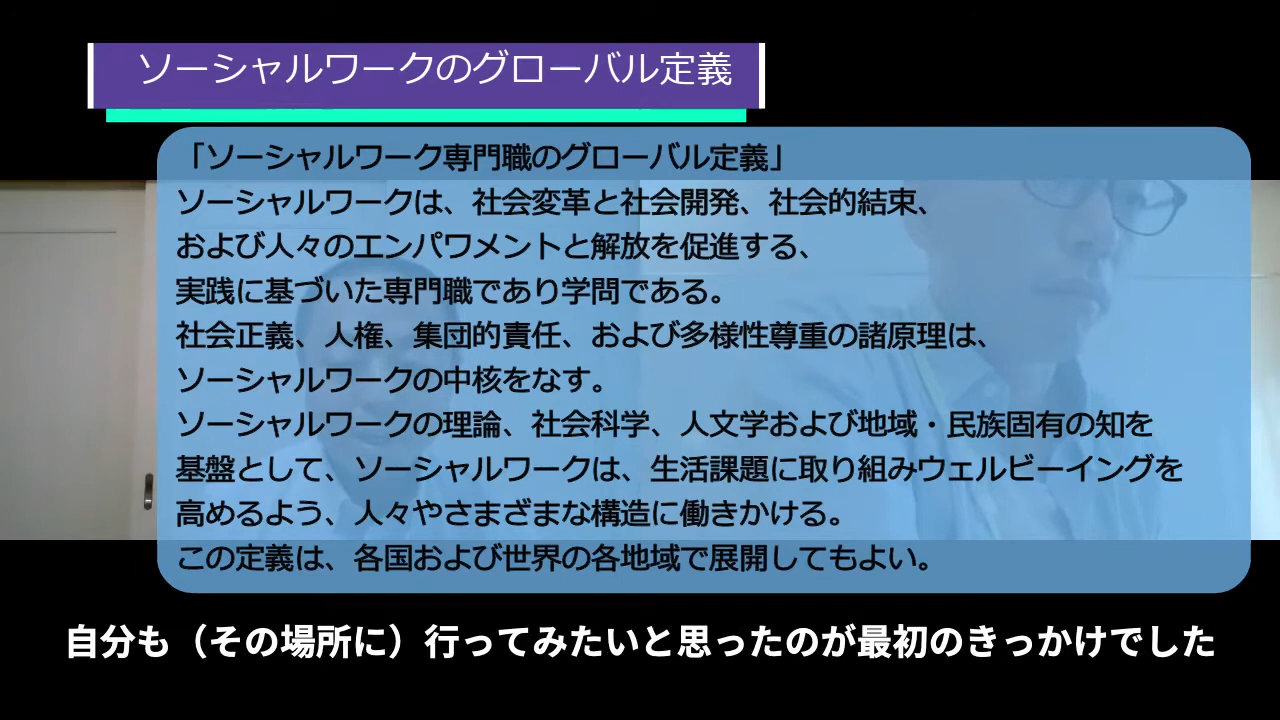 ソーシャルワークのグローバル定義
「ソーシャルワーク専門職のグローバル定義」
ソーシャルワークは、社会変革と社会開発、社会的結束、
および人々のエンパワメントと解放を促進する、
実践に基づいた専門職であり学問である。
社会正義、人権、集団的責任、および多様性尊重の諸原理は、
ソーシャルワークの中核をなす。
ソーシャルワークの理論、社会科学、人文学および地域・民族固有の知を
基盤として、ソーシャルワークは、生活課題に取り組みウェルビーイングを
高めるよう、人々やさまざまな構造に働きかける。
この定義は、各国および世界の各地域で展開してもよい。
自分も（その場所に）行ってみたいと思ったのが最初のきっかけでした